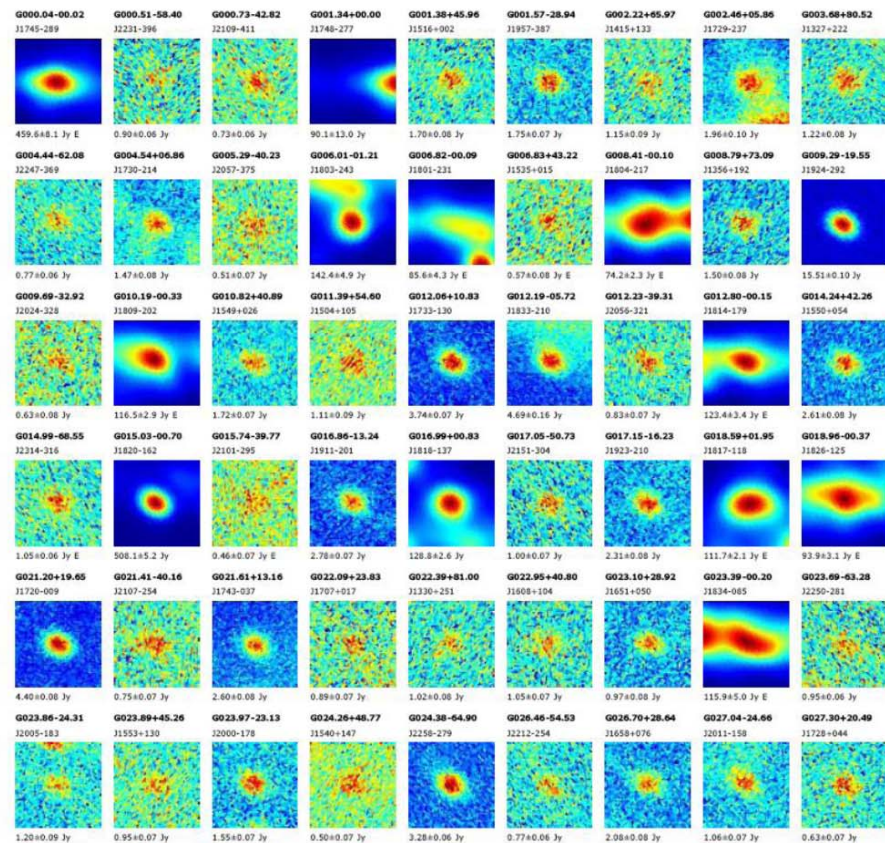 G000.04-00.02 G000.51-58.40 G000.73-42.82 G001.34+00.00 G001.38+45.96 G001.57-28.94 G002.22+65.97 G002.46+05.86 G003.68+80.52
J1745-289 J2231-396 J2109-411 J1748-277 J1516+002 J1957-387 J1415+133 J1729-237 J1327+222
459.6±8.1 Jy E 0.90±0.06 Jy 0.73±0.06 Jy 90.1±13.0 Jy 1.70±0.08 Jy 1.75±0.07 Jy 1.15±0.09 Jy 1.96±0.10 Jy 1.22±0.08 Jy
G004.44-62.08 G004.54+06.86 G005.29-40.23 G006.01-01.21 G006.82-00.09 G006.83+43.22 G008.41-00.10 G008.79+73.09 G009.29-19.55
J2247-369 J1730-214 J2057-375 J1803-243 J1801-231 J1535+015 J1804-217 J1356+192 J1924-292
0.77±0.06 Jy 1.47±0.08 Jy 0.51±0.07 Jy 142.4±4.9 Jy 85.6±4.3 Jy E 0.57±0.08 Jy E 74.2±2.3 Jy E 1.50±0.08 Jy 15.51±0.10 Jy
G009.69-32.92 G010.19-00.33 G010.82+40.89 G011.39+54.60 G012.06+10.83 G012.19-05.72 G012.23-39.31 G012.80-00.15 G014.24+42.26
J2024-328 J1809-202 J1549+026 J1504+105 J1733-130 J1833-210 J2056-321 J1814-179 J1550+054
0.63±0.08 Jy 116.5±2.9 Jy E 1.72±0.07 Jy 1.11±0.09 Jy 3.74±0.07 Jy 4.69±0.16 Jy 0.83±0.07 Jy 123.4±3.4 Jy E 2.61±0.08 Jy
G014.99-68.55 G015.03-00.70 G015.74-39.77 G016.86-13.24 G016.99+00.83 G017.05-50.73 G017.15-16.23 G018.59+01.95 G018.96-00.37
J2314-316 J1820-162 J2101-295 J1911-201 J1818-137 J2151-304 J1923-210 J1817-118 J1826-125
1.05±0.06 Jy E 508.1±5.2 Jy 0.46±0.07 Jy E 2.78±0.07 Jy 128.8±2.6 Jy 1.00±0.07 Jy 2.31±0.08 Jy 111.7±2.1 Jy E 93.9±3.1 Jy E
G021.20+19.65 G021.41-40.16 G021.61+13.16 G022.09+23.83 G022.39+81.00 G022.95+40.80 G023.10+28.92 G023.39-00.20 G023.69-63.28
J1720-009 J2107-254 J1743-037 J1707+017 J1330+251 J1608+104 J1651+050 J1834-085 J2250-281
4.40±0.08 Jy 0.75±0.07 Jy 2.60±0.08 Jy 0.89±0.07 Jy 1.02±0.08 Jy 1.05±0.07 Jy 0.97±0.08 Jy 115.9±5.0 Jy E 0.95±0.06 Jy
G023.86-24.31 G023.89+45.26 G023.97-23.13 G024.26+48.77 G024.38-64.90 G026.46-54.53 G026.70+28.64 G027.04-24.66 G027.30+20.49
J2005-183 J1553+130 J2000-178 J1540+147 J2258-279 J2212-254 J1658+076 J2011-158 J1728+044
1.20±0.09 Jy 0.95±0.07 Jy 1.55±0.07 Jy 0.50±0.07 Jy 3.28±0.06 Jy 0.77±0.06 Jy 2.08±0.08 Jy 1.06±0.07 Jy 0.63±0.07 Jy